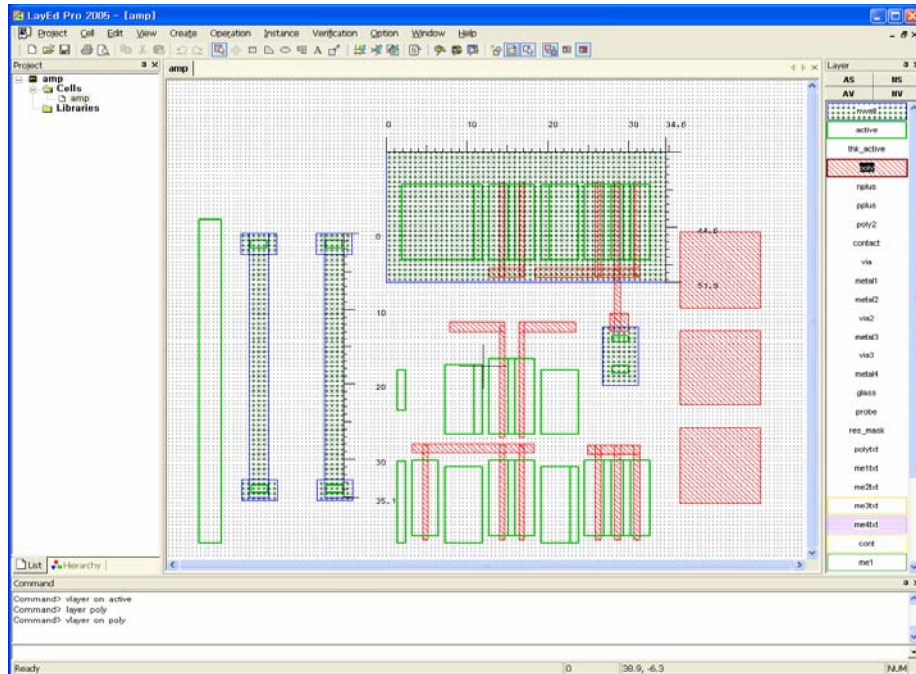 LayEd Pro 2005 - [amp]
Project Cell Edit View Create Operation Instance Verification Option Window Help
Project
amp
Cells
amp
Libraries
List Hierarchy
amp
0 10 20 30 34.6
0
10
20
30
35.1
44.6
51.9
Layer
AS NS
AV NV
nwell
active
thk_active
poly
nplus
pplus
poly2
contact
via
metal1
metal2
via2
metal3
via3
metal4
glass
probe
res_mask
polytxt
me1txt
me2txt
me3txt
me4txt
cont
me1
Command
Command> vlayer on active
Command> layer poly
Command> vlayer on poly
Ready 0 38.9, -6.3 NUM